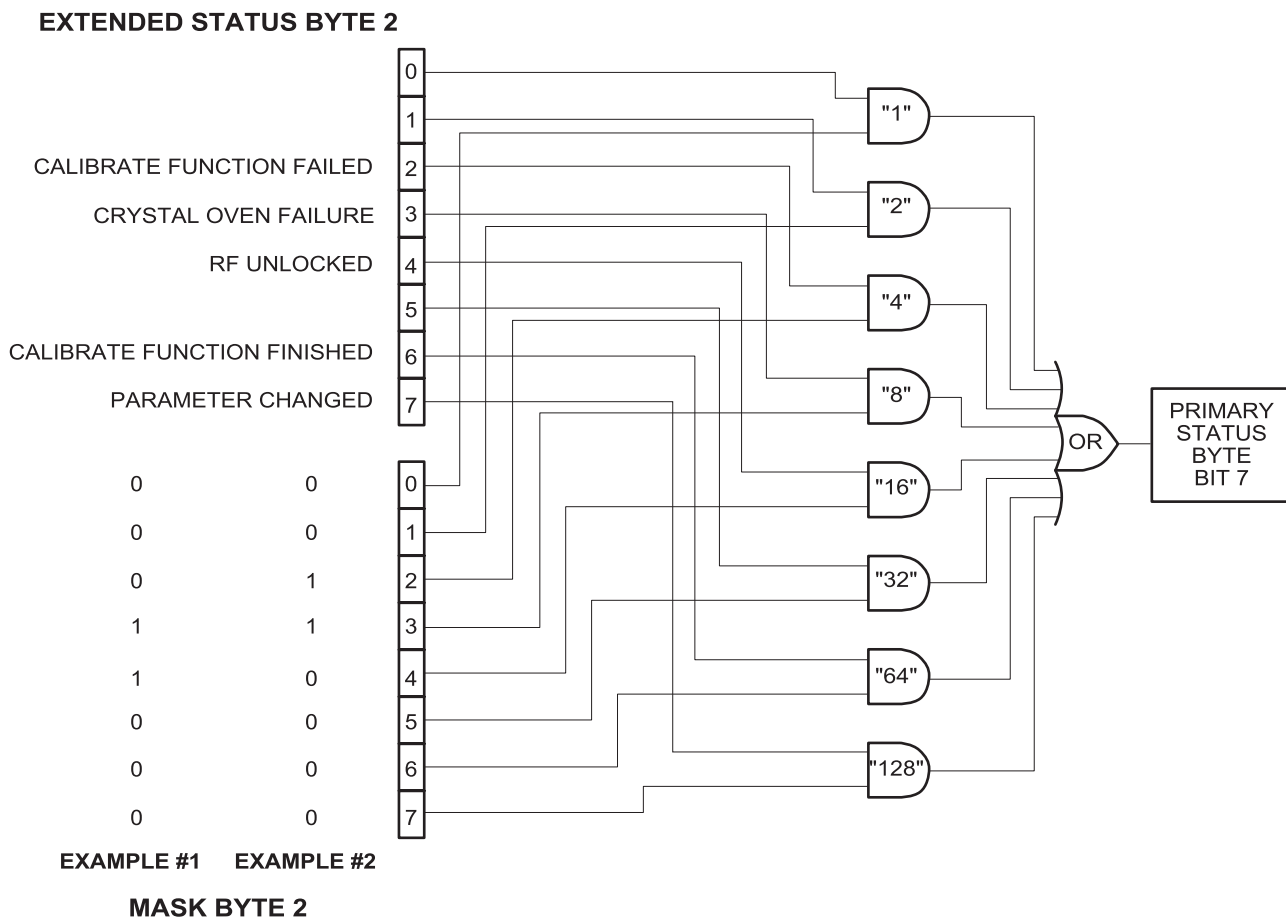 EXTENDED STATUS BYTE 2
0
1
CALIBRATE FUNCTION FAILED 2
CRYSTAL OVEN FAILURE 3
RF UNLOCKED 4
5
CALIBRATE FUNCTION FINISHED 6
PARAMETER CHANGED 7
"1"
"2"
"4"
"8"
"16"
"32"
"64"
"128"
OR
PRIMARY
STATUS
BYTE
BIT 7
0 0 0
0 0 1
0 1 2
1 1 3
1 0 4
0 0 5
0 0 6
0 0 7
EXAMPLE #1 EXAMPLE #2
MASK BYTE 2